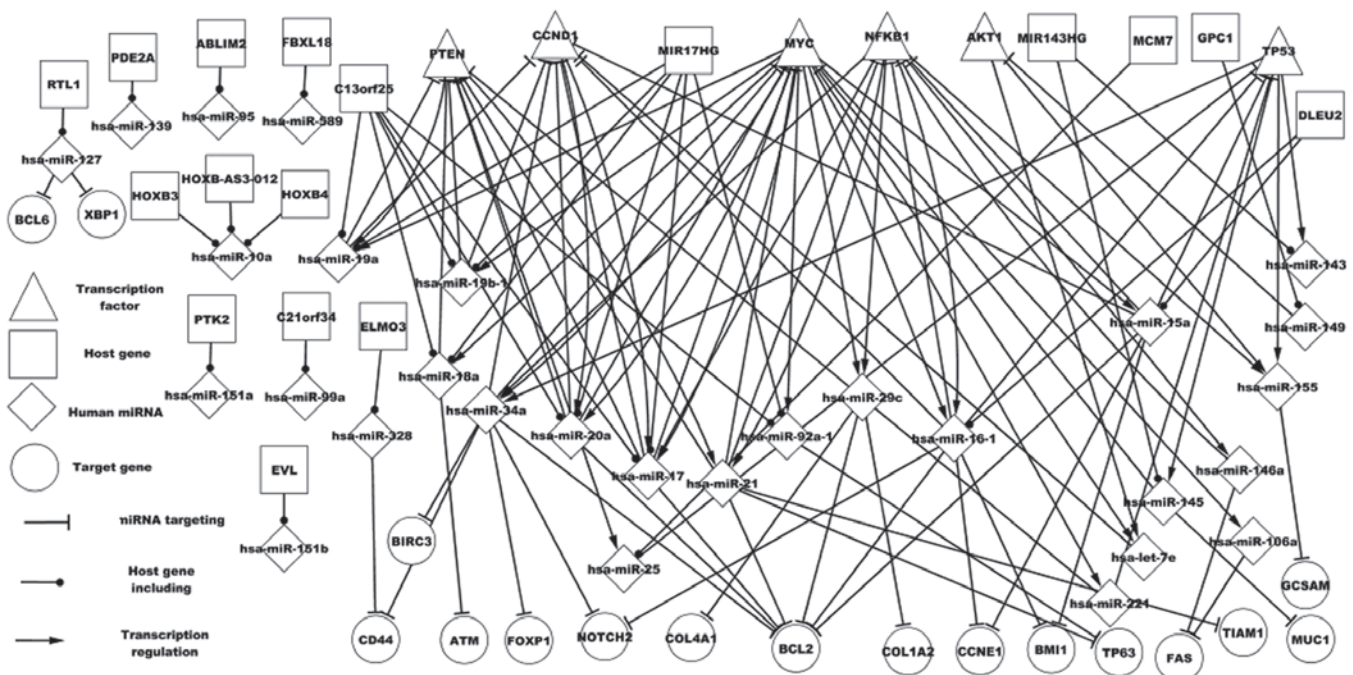 CCND1
MYC
NFKB1
AKT1
MIR143HG
MCM7
GPC1
TP53
PTEN
MIR17HG
PDE2A
ABLIM2
FBXL18
RTL1
C13orf25
DLEU2
hsa-miR-139
hsa-miR-95
hsa-miR-589
hsa-miR-127
HOXB-AS3-012
HOXB3
HOXB4
BCL6
XBP1
hsa-miR-10a
hsa-miR-19a
hsa-miR-19b-1
hsa-miR-143
Transcription
factor
PTK2
C21orf34
ELMO3
hsa-miR-15a
hsa-miR-149
Host gene
hsa-miR-151a
hsa-miR-99a
hsa-miR-18a
hsa-miR-155
Human miRNA
hsa-miR-34a
hsa-miR-29c
hsa-miR-328
hsa-miR-20a
hsa-miR-92a-1
hsa-miR-16-1
Target gene
EVL
hsa-miR-17
hsa-miR-21
hsa-miR-146a
hsa-miR-145
miRNA targeting
BIRC3
hsa-miR-151b
hsa-miR-106a
hsa-let-7e
Host gene
including
hsa-miR-25
GCSAM
hsa-miR-221
Transcription
regulation
CD44
ATM
FOXP1
NOTCH2
COL4A1
BCL2
COL1A2
CCNE1
BMI1
TP63
FAS
TIAM1
MUC1